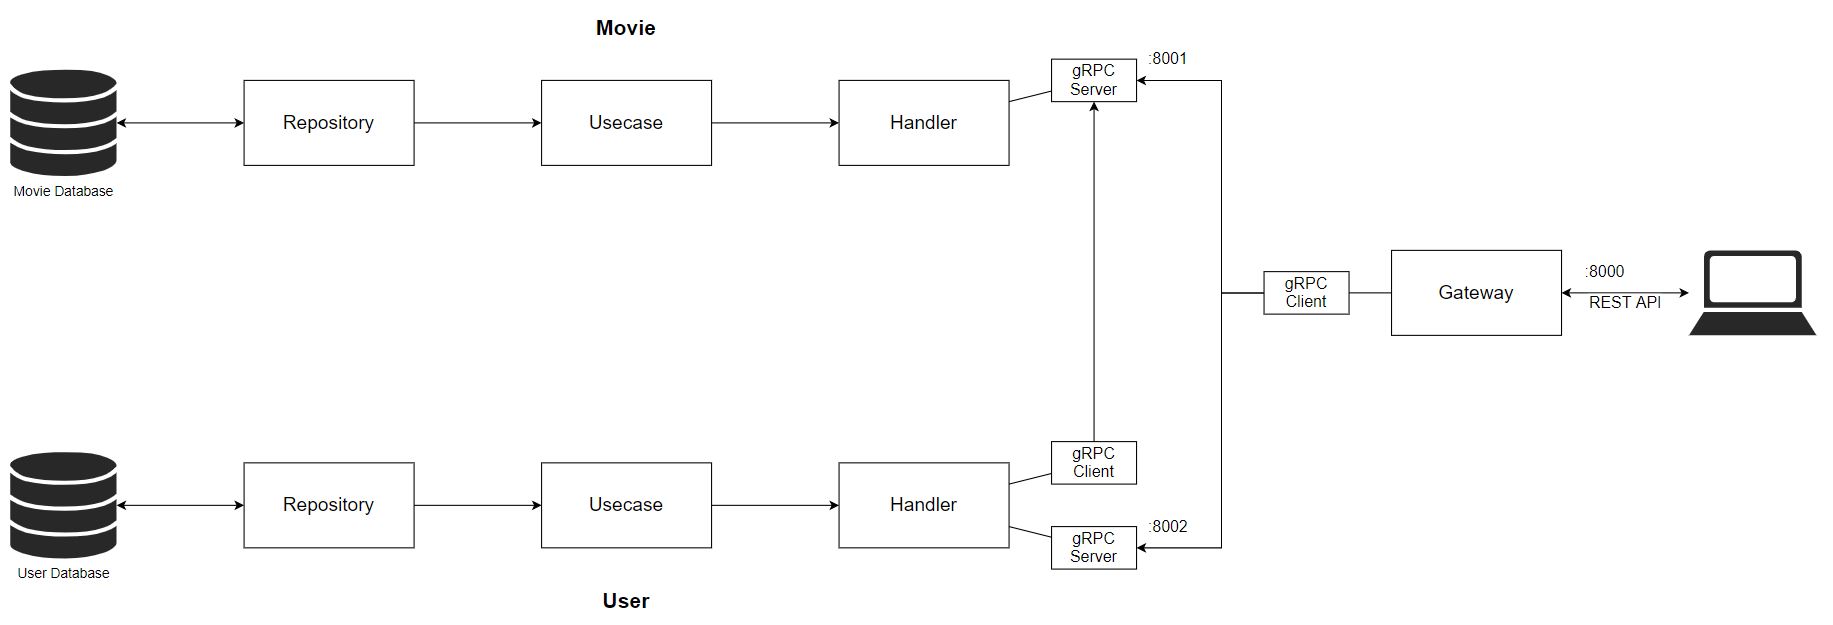 Movie
:8001
gRPC
Server
Repository
Usecase
Handler
Movie Database
:8000
gRPC
Client
Gateway
REST API
gRPC
Client
Repository
Usecase
Handler
:8002
gRPC
Server
User Database
User